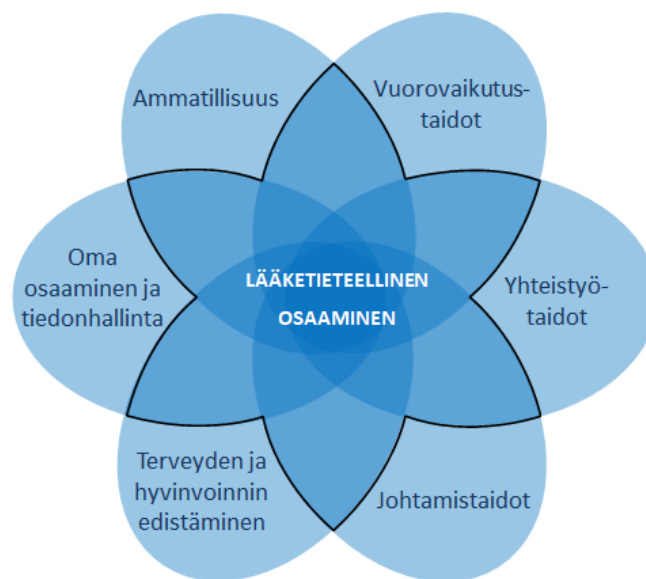 Ammatillisuus
Vuorovaikutus-
taidot
Oma
osaaminen ja
tiedonhallinta
LÄÄKETIETEELLINEN
OSAAMINEN
Yhteistyö-
taidot
Terveyden ja
hyvinvoinnin
edistäminen
Johtamistaidot